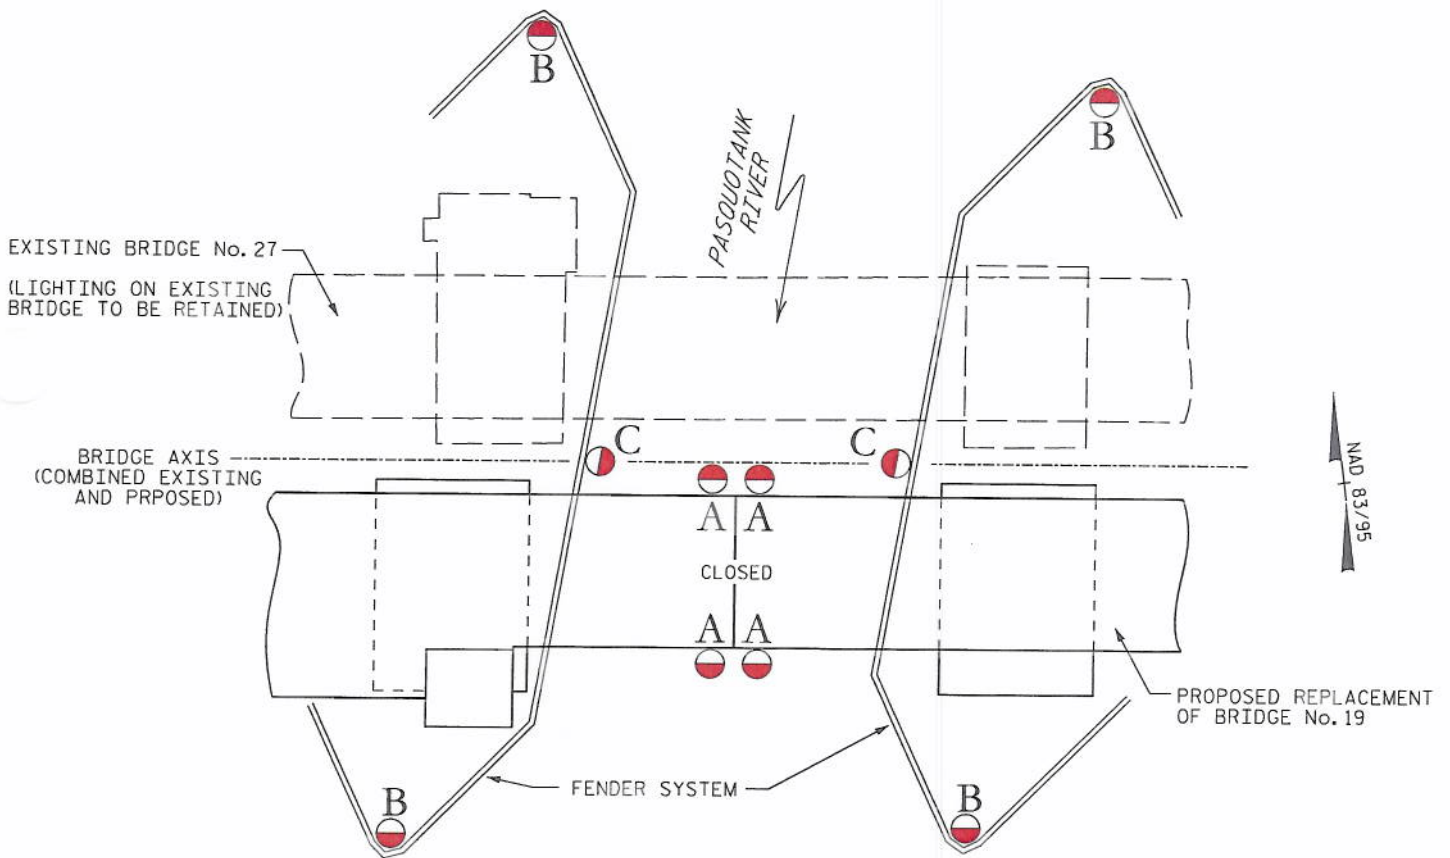 B
B
PASQUOTANK
RIVER
EXISTING BRIDGE No. 27
(LIGHTING ON EXISTING
BRIDGE TO BE RETAINED)
C
C
BRIDGE AXIS
(COMBINED EXISTING
AND PRPOSED)
NAD 83/95
A A
CLOSED
A A
PROPOSED REPLACEMENT
OF BRIDGE No. 19
FENDER SYSTEM
B
B